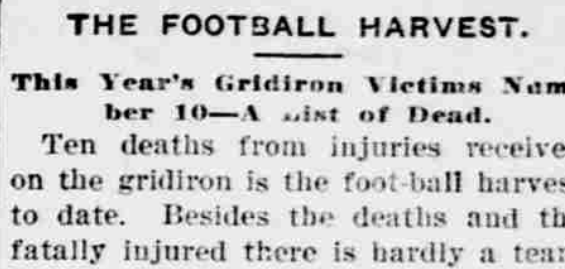 THE FOOTBALL HARVEST.
This Year's Gridiron Victims Num
ber 10—A List of Dead.
Ten deaths from injuries receive
on the gridiron is the foot-ball harves
to date. Besides the deaths and th
fatally injured there is hardly a tean